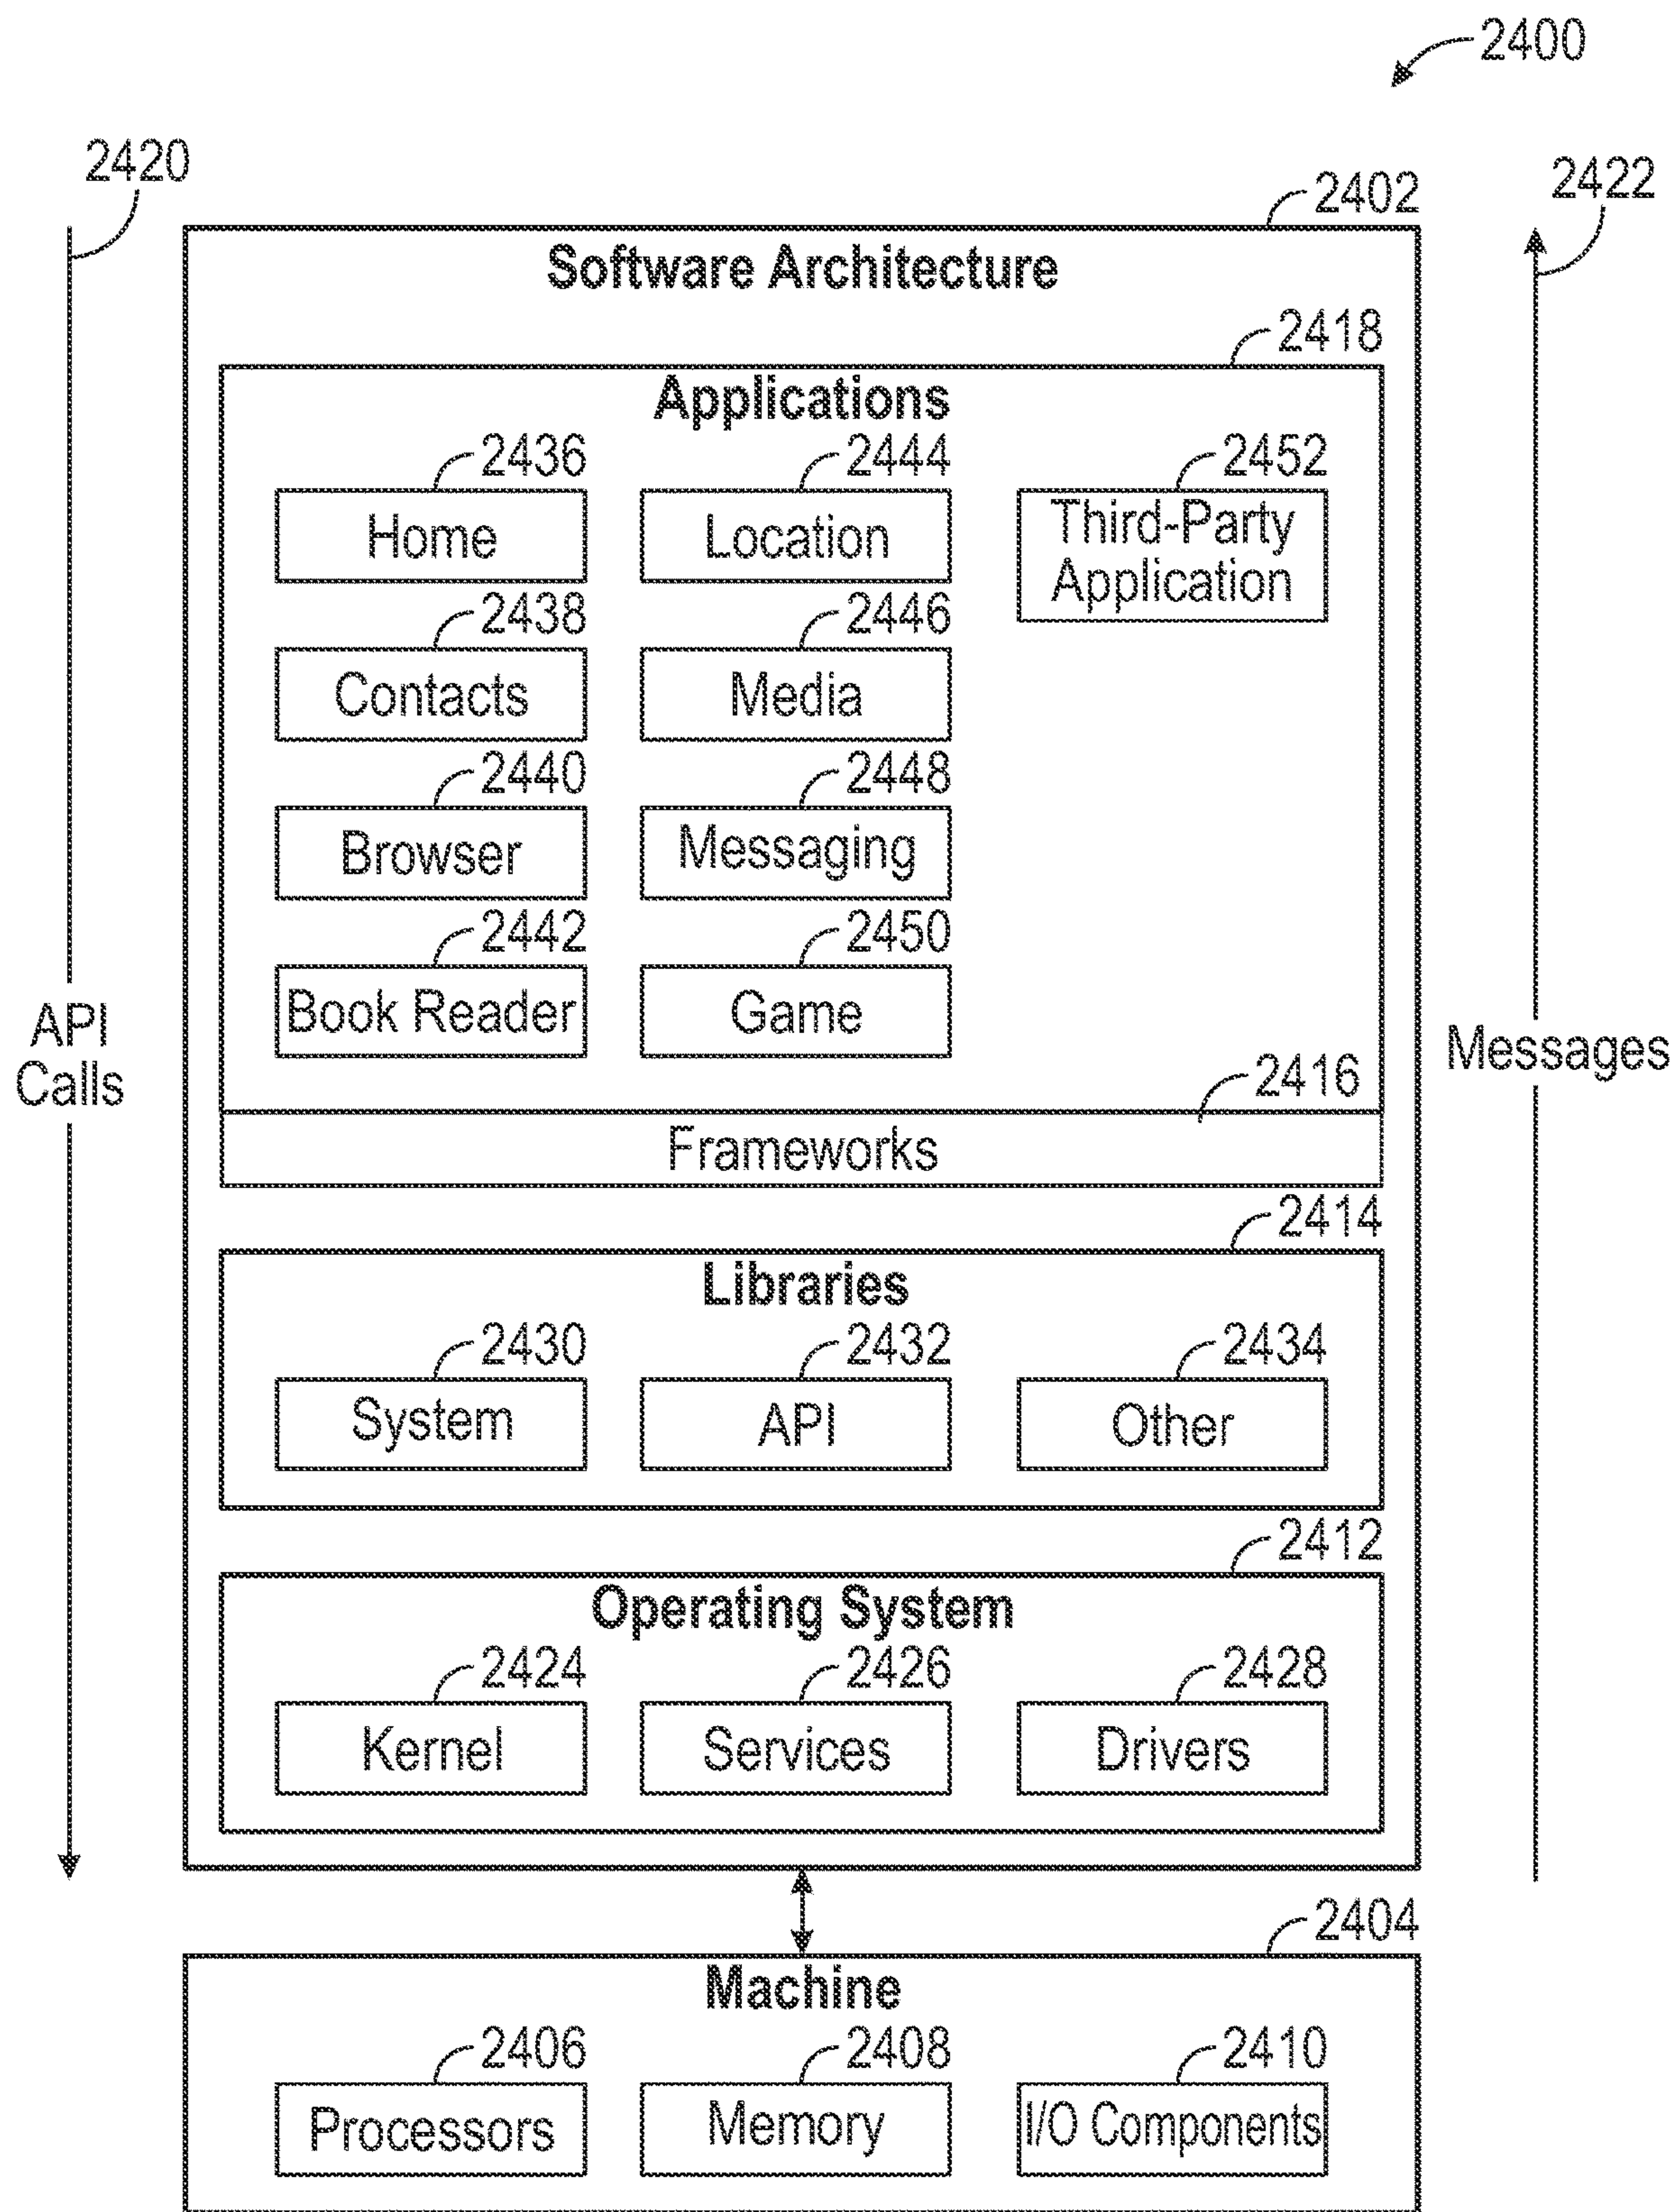 2400
2420
2402
2422
Software Architecture
2418
Applications
2436
2444
2452
Home
Location
Third-Party
Application
2438
2446
Contacts
Media
2440
2448
Browser
Messaging
2442
2450
Book Reader
Game
API
Calls
Messages
2416
Frameworks
2414
Libraries
2430
2432
2434
System
API
Other
2412
Operating System
2424
2426
2428
Kernel
Services
Drivers
2404
Machine
2406
2408
2410
Processors
Memory
I/O Components